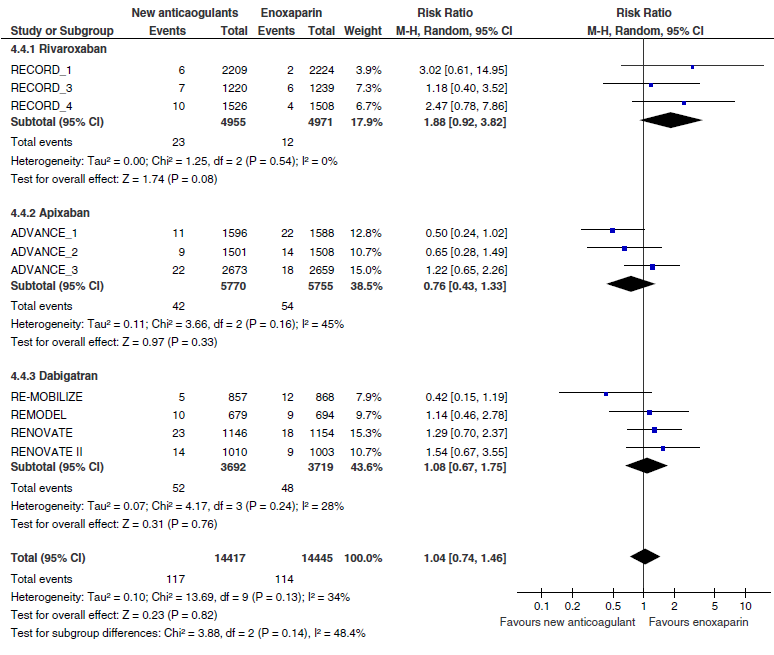 New anticaogulants Enoxaparin Risk Ratio Risk Ratio
Study or Subgroup Events Total Events Total Weight M-H, Random, 95% CI M-H, Random, 95% CI
4.4.1 Rivaroxaban
RECORD_1 6 2209 2 2224 3.9% 3.02 [0.61, 14.95]
RECORD_3 7 1220 6 1239 7.3% 1.18 [0.40, 3.52]
RECORD_4 10 1526 4 1508 6.7% 2.47 [0.78, 7.86]
Subtotal (95% CI) 4955 4971 17.9% 1.88 [0.92, 3.82]
Total events 23 12
Heterogeneity: Tau² = 0.00; Chi² = 1.25, df = 2 (P = 0.54); I² = 0%
Test for overall effect: Z = 1.74 (P = 0.08)
4.4.2 Apixaban
ADVANCE_1 11 1596 22 1588 12.8% 0.50 [0.24, 1.02]
ADVANCE_2 9 1501 14 1508 10.7% 0.65 [0.28, 1.49]
ADVANCE_3 22 2673 18 2659 15.0% 1.22 [0.65, 2.26]
Subtotal (95% CI) 5770 5755 38.5% 0.76 [0.43, 1.33]
Total events 42 54
Heterogeneity: Tau² = 0.11; Chi² = 3.66, df = 2 (P = 0.16); I² = 45%
Test for overall effect: Z = 0.97 (P = 0.33)
4.4.3 Dabigatran
RE-MOBILIZE 5 857 12 868 7.9% 0.42 [0.15, 1.19]
REMODEL 10 679 9 694 9.7% 1.14 [0.46, 2.78]
RENOVATE 23 1146 18 1154 15.3% 1.29 [0.70, 2.37]
RENOVATE II 14 1010 9 1003 10.7% 1.54 [0.67, 3.55]
Subtotal (95% CI) 3692 3719 43.6% 1.08 [0.67, 1.75]
Total events 52 48
Heterogeneity: Tau² = 0.07; Chi² = 4.17, df = 3 (P = 0.24); I² = 28%
Test for overall effect: Z = 0.31 (P = 0.76)
Total (95% CI) 14417 14445 100.0% 1.04 [0.74, 1.46]
Total events 117 114
Heterogeneity: Tau² = 0.10; Chi² = 13.69, df = 9 (P = 0.13); I² = 34%
Test for overall effect: Z = 0.23 (P = 0.82)
Test for subgroup differences: Chi² = 3.88, df = 2 (P = 0.14), I² = 48.4%
0.1 0.2 0.5 1 2 5 10
Favours new anticoagulant Favours enoxaparin